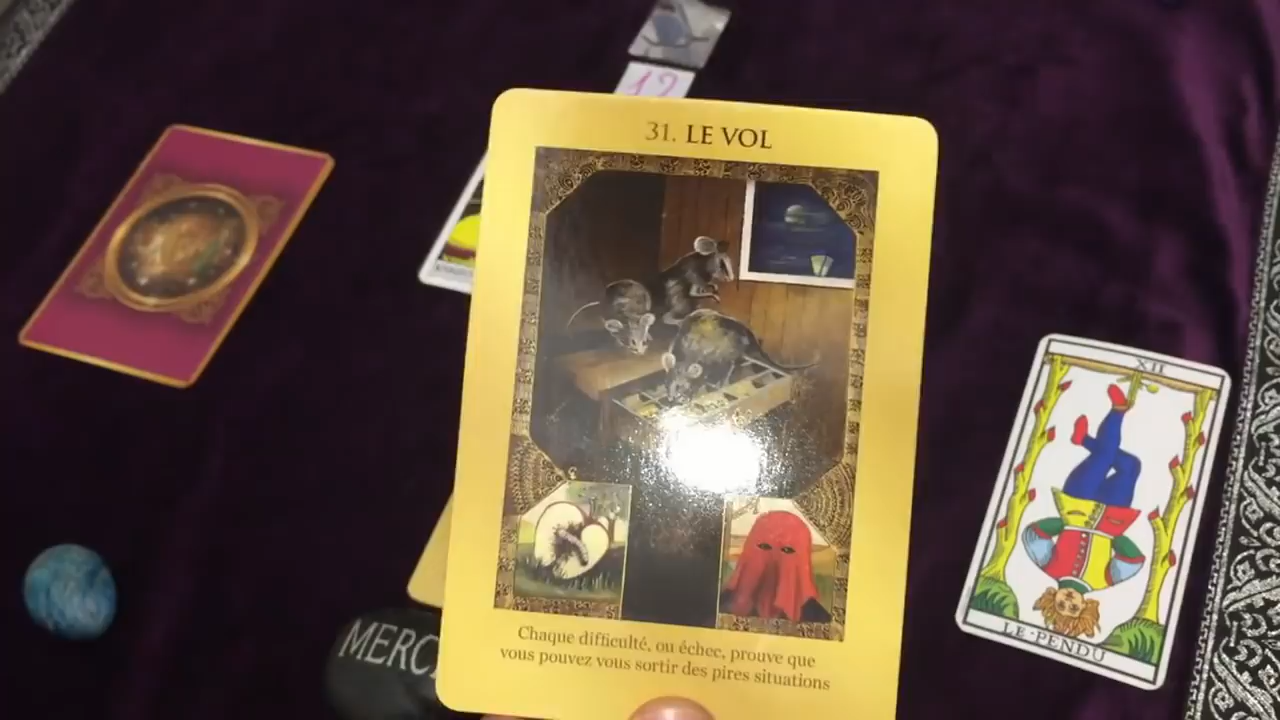 12
31. LE VOL
XII
LE·PENDU
MERC
Chaque difficulté, ou échec, prouve que
vous pouvez vous sortir des pires situations